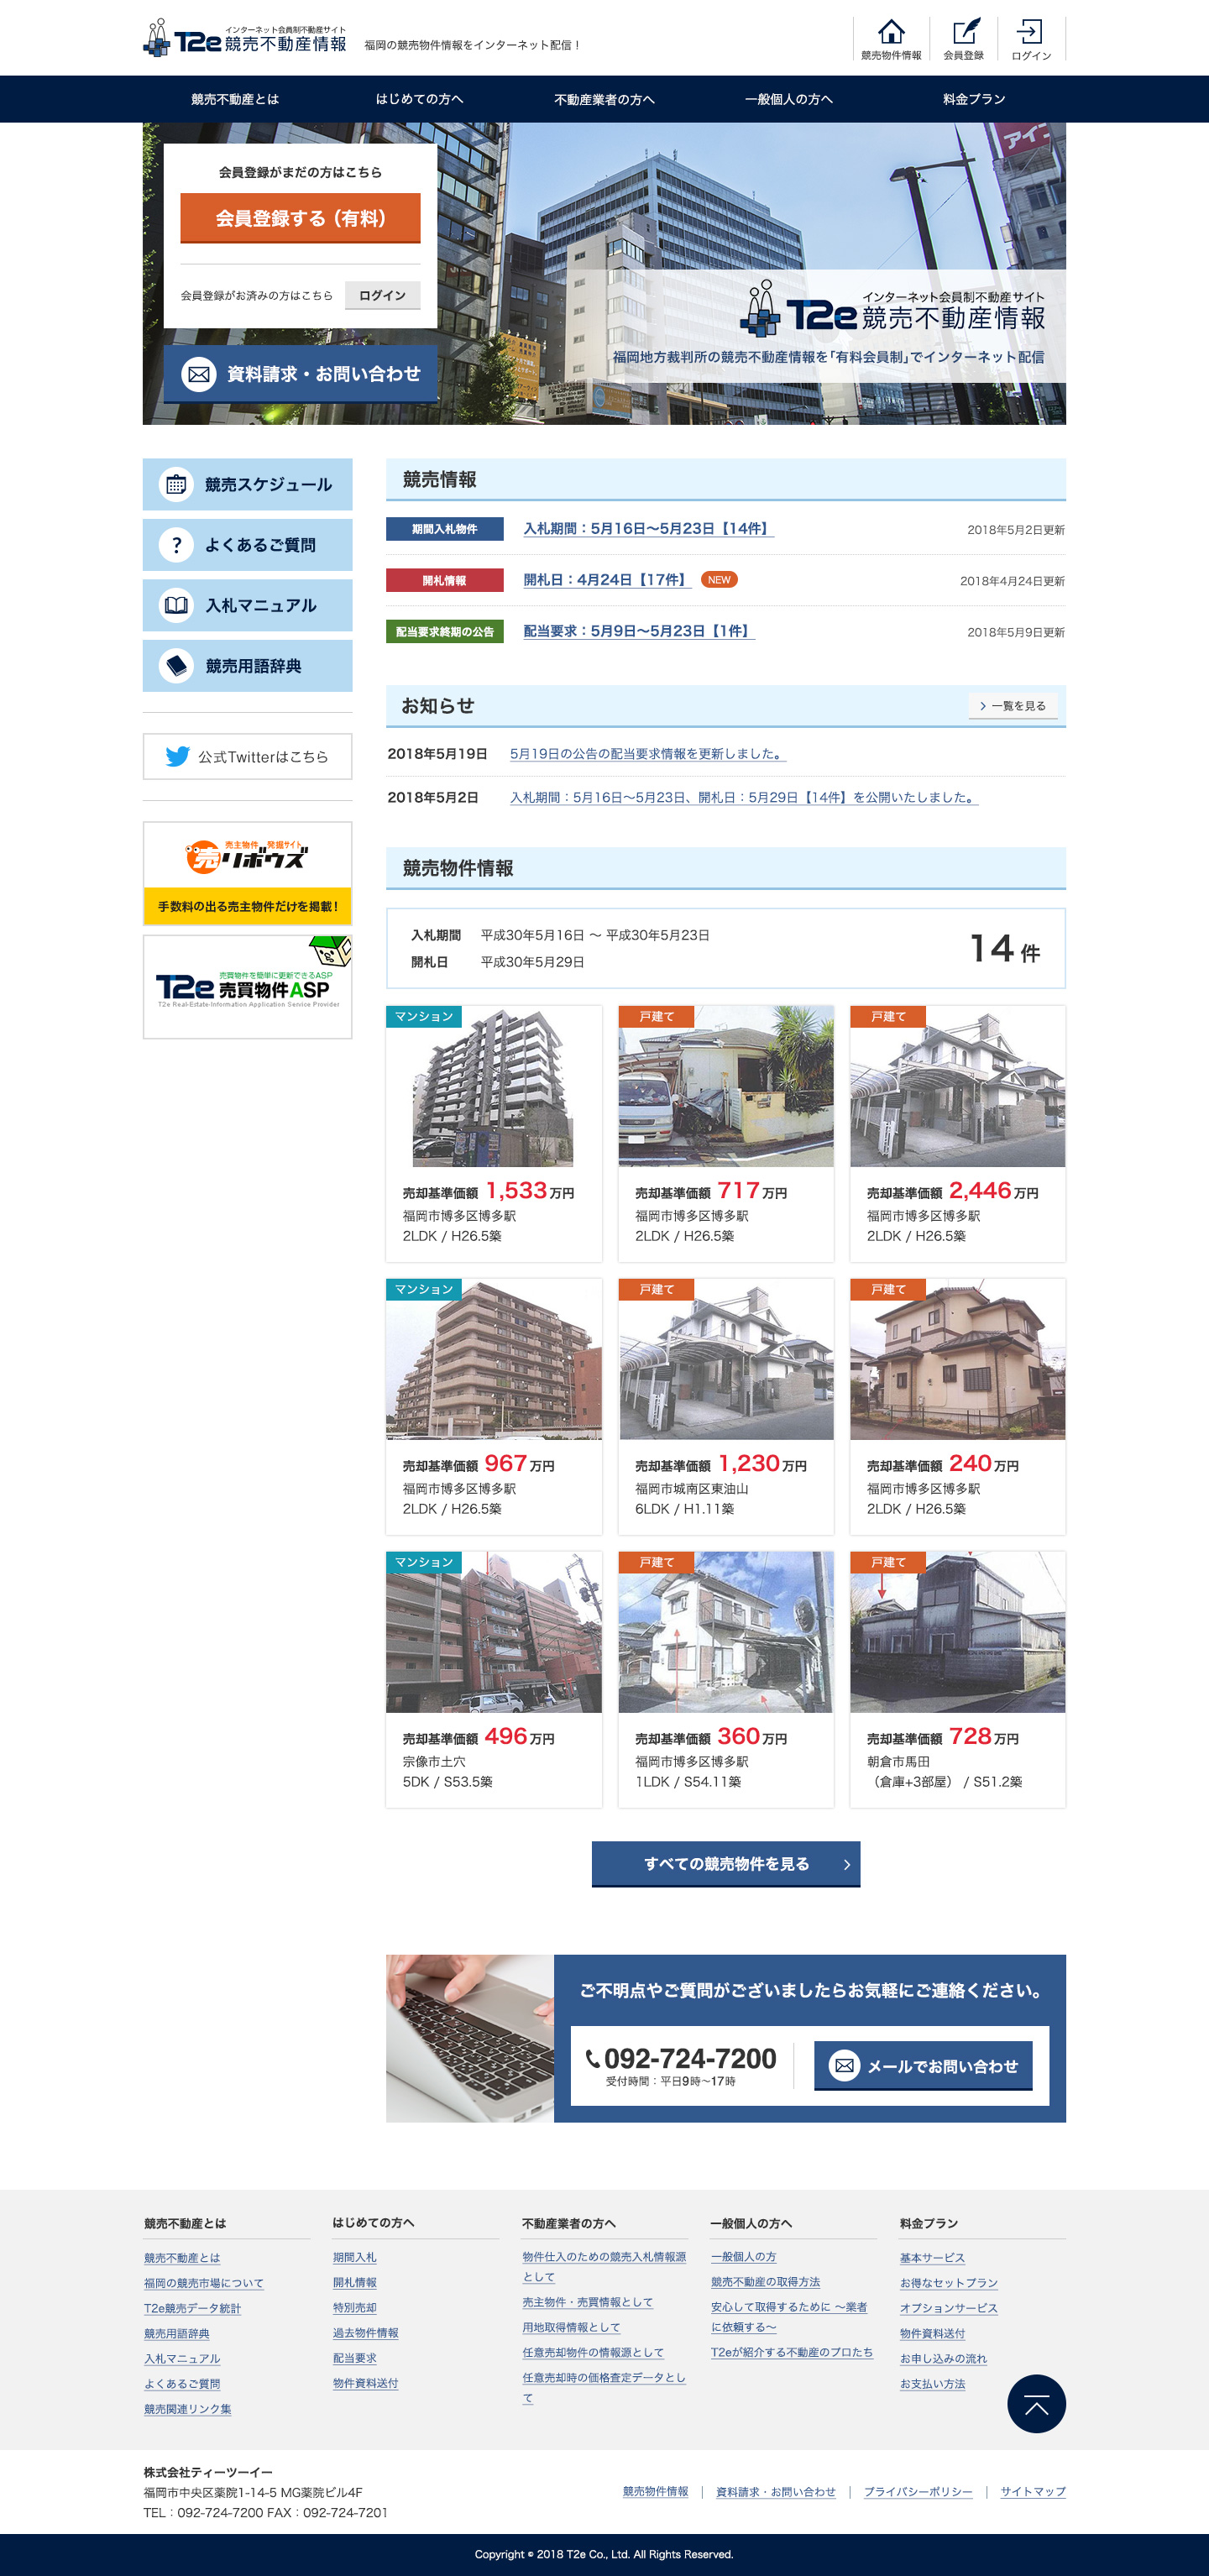 T2e
インターネット会員制不動産サイト
競売不動産情報
福岡の競売物件情報をインターネット配信！
競売物件情報
会員登録
ログイン
競売不動産とは
はじめての方へ
不動産業者の方へ
一般個人の方へ
料金プラン
会員登録がまだの方はこちら
会員登録する（有料）
会員登録がお済みの方はこちら
ログイン
資料請求・お問い合わせ
アイフ
T2e
インターネット会員制不動産サイト
競売不動産情報
福岡地方裁判所の競売不動産情報を「有料会員制」でインターネット配信
競売スケジュール
よくあるご質問
入札マニュアル
競売用語辞典
公式Twitterはこちら
売主物件 発掘サイト
売リボウズ
手数料の出る売主物件だけを掲載！
売買物件を簡単に更新できるASP
T2e 売買物件ASP
T2e Real-Estate-Information Application Service Provider
競売情報
期間入札物件 入札期間：5月16日〜5月23日【14件】 2018年5月2日更新
開札情報 開札日：4月24日【17件】 NEW 2018年4月24日更新
配当要求終期の公告 配当要求：5月9日〜5月23日【1件】 2018年5月9日更新
お知らせ
一覧を見る
2018年5月19日 5月19日の公告の配当要求情報を更新しました。
2018年5月2日 入札期間：5月16日〜5月23日、開札日：5月29日【14件】を公開いたしました。
競売物件情報
入札期間 平成30年5月16日 〜 平成30年5月23日
開札日 平成30年5月29日
14 件
マンション
売却基準価額 1,533万円
福岡市博多区博多駅
2LDK / H26.5築
戸建て
売却基準価額 717万円
福岡市博多区博多駅
2LDK / H26.5築
戸建て
売却基準価額 2,446万円
福岡市博多区博多駅
2LDK / H26.5築
マンション
売却基準価額 967万円
福岡市博多区博多駅
2LDK / H26.5築
戸建て
売却基準価額 1,230万円
福岡市城南区東油山
6LDK / H1.11築
戸建て
売却基準価額 240万円
福岡市博多区博多駅
2LDK / H26.5築
マンション
売却基準価額 496万円
宗像市土穴
5DK / S53.5築
戸建て
売却基準価額 360万円
福岡市博多区博多駅
1LDK / S54.11築
戸建て
売却基準価額 728万円
朝倉市馬田
（倉庫+3部屋） / S51.2築
すべての競売物件を見る
ご不明点やご質問がございましたらお気軽にご連絡ください。
092-724-7200
受付時間：平日9時〜17時
メールでお問い合わせ
競売不動産とは
競売不動産とは
福岡の競売市場について
T2e競売データ統計
競売用語辞典
入札マニュアル
よくあるご質問
競売関連リンク集
はじめての方へ
期間入札
開札情報
特別売却
過去物件情報
配当要求
物件資料送付
不動産業者の方へ
物件仕入のための競売入札情報源
として
売主物件・売買情報として
用地取得情報として
任意売却物件の情報源として
任意売却時の価格査定データとし
て
一般個人の方へ
一般個人の方
競売不動産の取得方法
安心して取得するために 〜業者
に依頼する〜
T2eが紹介する不動産のプロたち
料金プラン
基本サービス
お得なセットプラン
オプションサービス
物件資料送付
お申し込みの流れ
お支払い方法
株式会社ティーツーイー
福岡市中央区薬院1-14-5 MG薬院ビル4F
TEL：092-724-7200 FAX：092-724-7201
競売物件情報
資料請求・お問い合わせ
プライバシーポリシー
サイトマップ
Copyright © 2018 T2e Co., Ltd. All Rights Reserved.